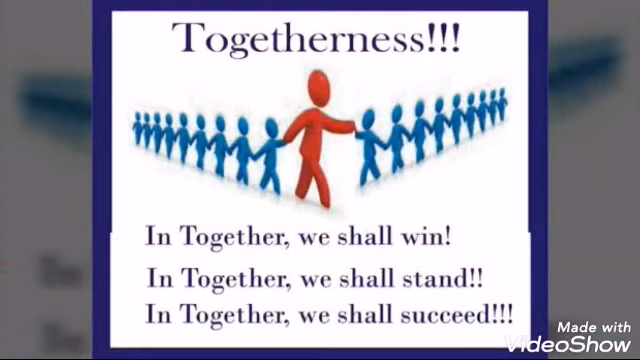 Togetherness!!!
In Together, we shall win!
In Together, we shall stand!!
In Together, we shall succeed!!!
Made with
VideoShow